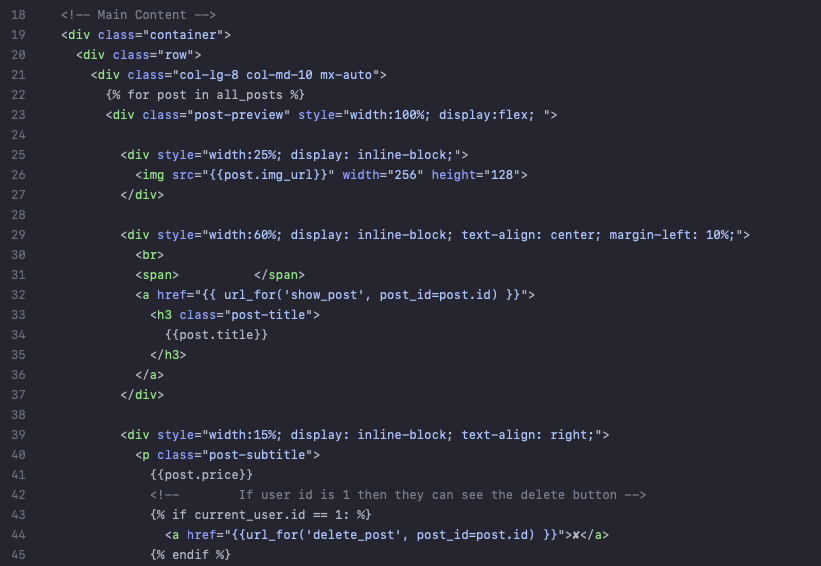 18 <!-- Main Content -->
19 <div class="container">
20 <div class="row">
21 <div class="col-lg-8 col-md-10 mx-auto">
22 {% for post in all_posts %}
23 <div class="post-preview" style="width:100%; display:flex; ">
24
25 <div style="width:25%; display: inline-block;">
26 <img src="{{post.img_url}}" width="256" height="128">
27 </div>
28
29 <div style="width:60%; display: inline-block; text-align: center; margin-left: 10%;">
30 <br>
31 <span>          </span>
32 <a href="{{ url_for('show_post', post_id=post.id) }}">
33 <h3 class="post-title">
34 {{post.title}}
35 </h3>
36 </a>
37 </div>
38
39 <div style="width:15%; display: inline-block; text-align: right;">
40 <p class="post-subtitle">
41 {{post.price}}
42 <!--        If user id is 1 then they can see the delete button -->
43 {% if current_user.id == 1: %}
44 <a href="{{url_for('delete_post', post_id=post.id) }}">✘</a>
45 {% endif %}